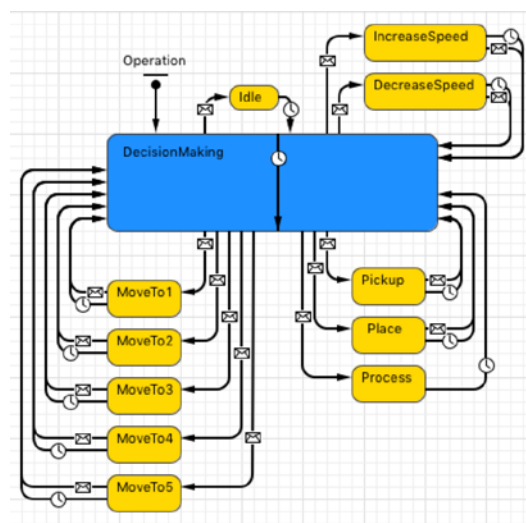 IncreaseSpeed
Operation
DecreaseSpeed
Idle
DecisionMaking
MoveTo1
Pickup
MoveTo2
Place
MoveTo3
Process
MoveTo4
MoveTo5